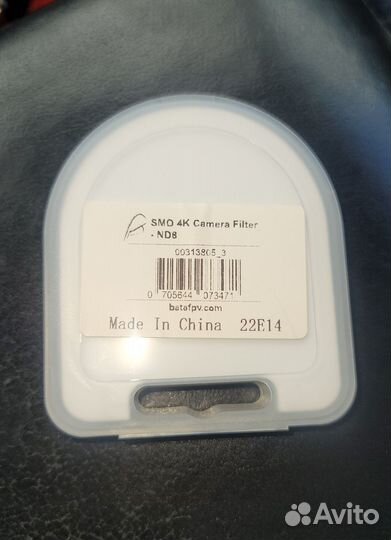 SMO 4K Camera Filter
- ND8
00313805_3
0 705644 073471
betafpv.com
Made In China 22E14
Avito